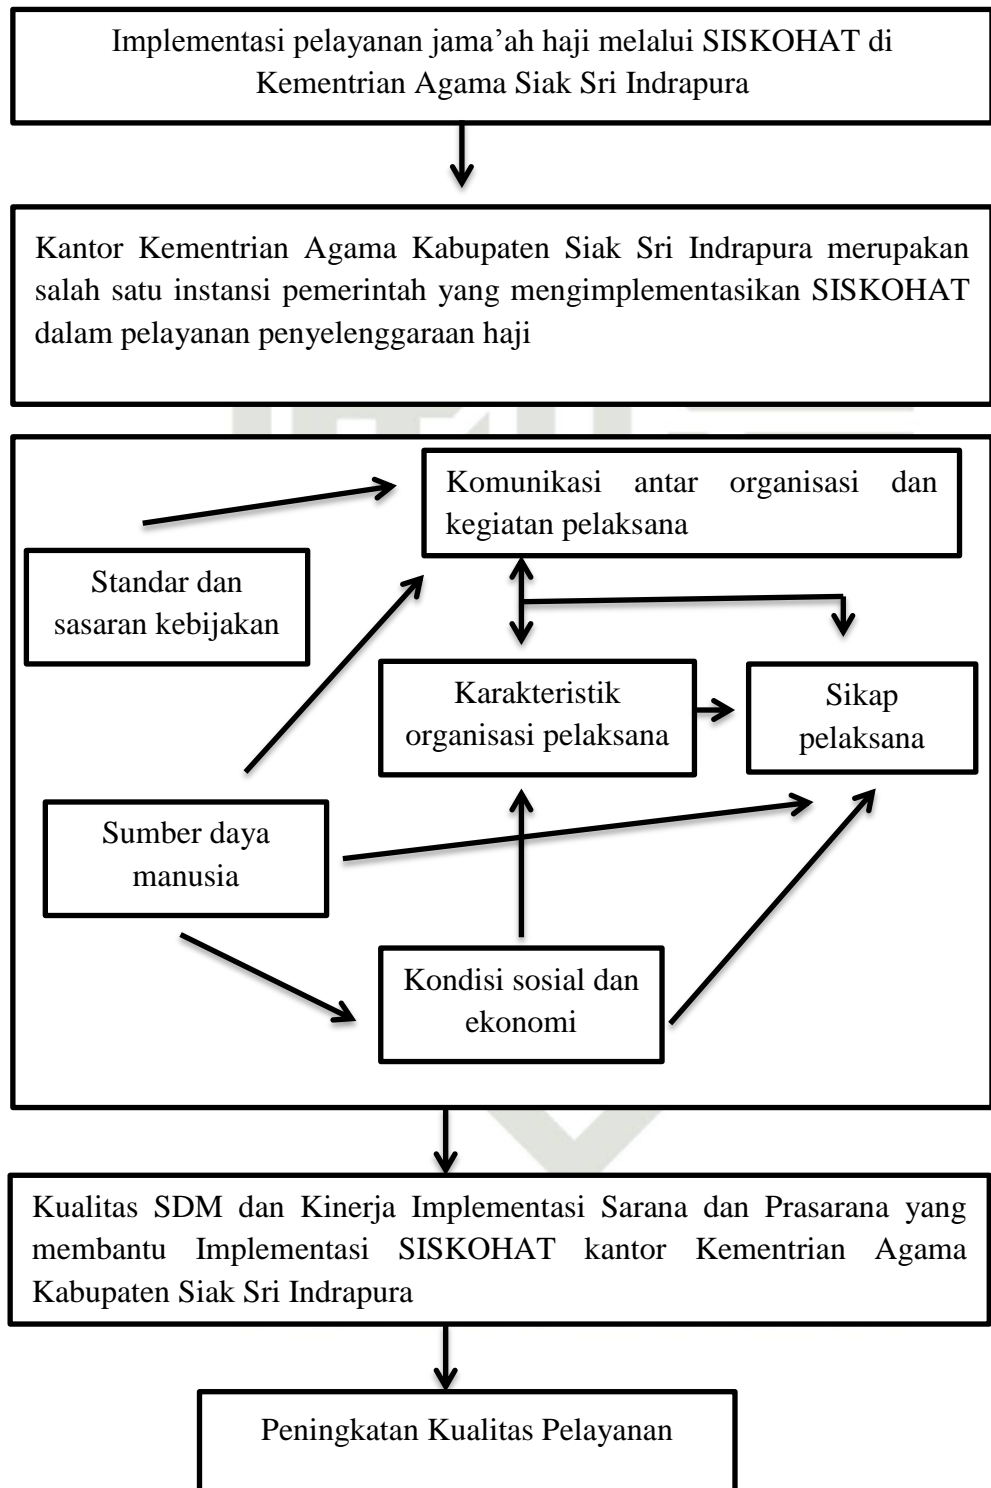 Implementasi pelayanan jama’ah haji melalui SISKOHAT di
Kementrian Agama Siak Sri Indrapura
Kantor Kementrian Agama Kabupaten Siak Sri Indrapura merupakan
salah satu instansi pemerintah yang mengimplementasikan SISKOHAT
dalam pelayanan penyelenggaraan haji
Komunikasi antar organisasi dan
kegiatan pelaksana
Standar dan
sasaran kebijakan
Karakteristik
organisasi pelaksana
Sikap
pelaksana
Sumber daya
manusia
Kondisi sosial dan
ekonomi
Kualitas SDM dan Kinerja Implementasi Sarana dan Prasarana yang
membantu Implementasi SISKOHAT kantor Kementrian Agama
Kabupaten Siak Sri Indrapura
Peningkatan Kualitas Pelayanan